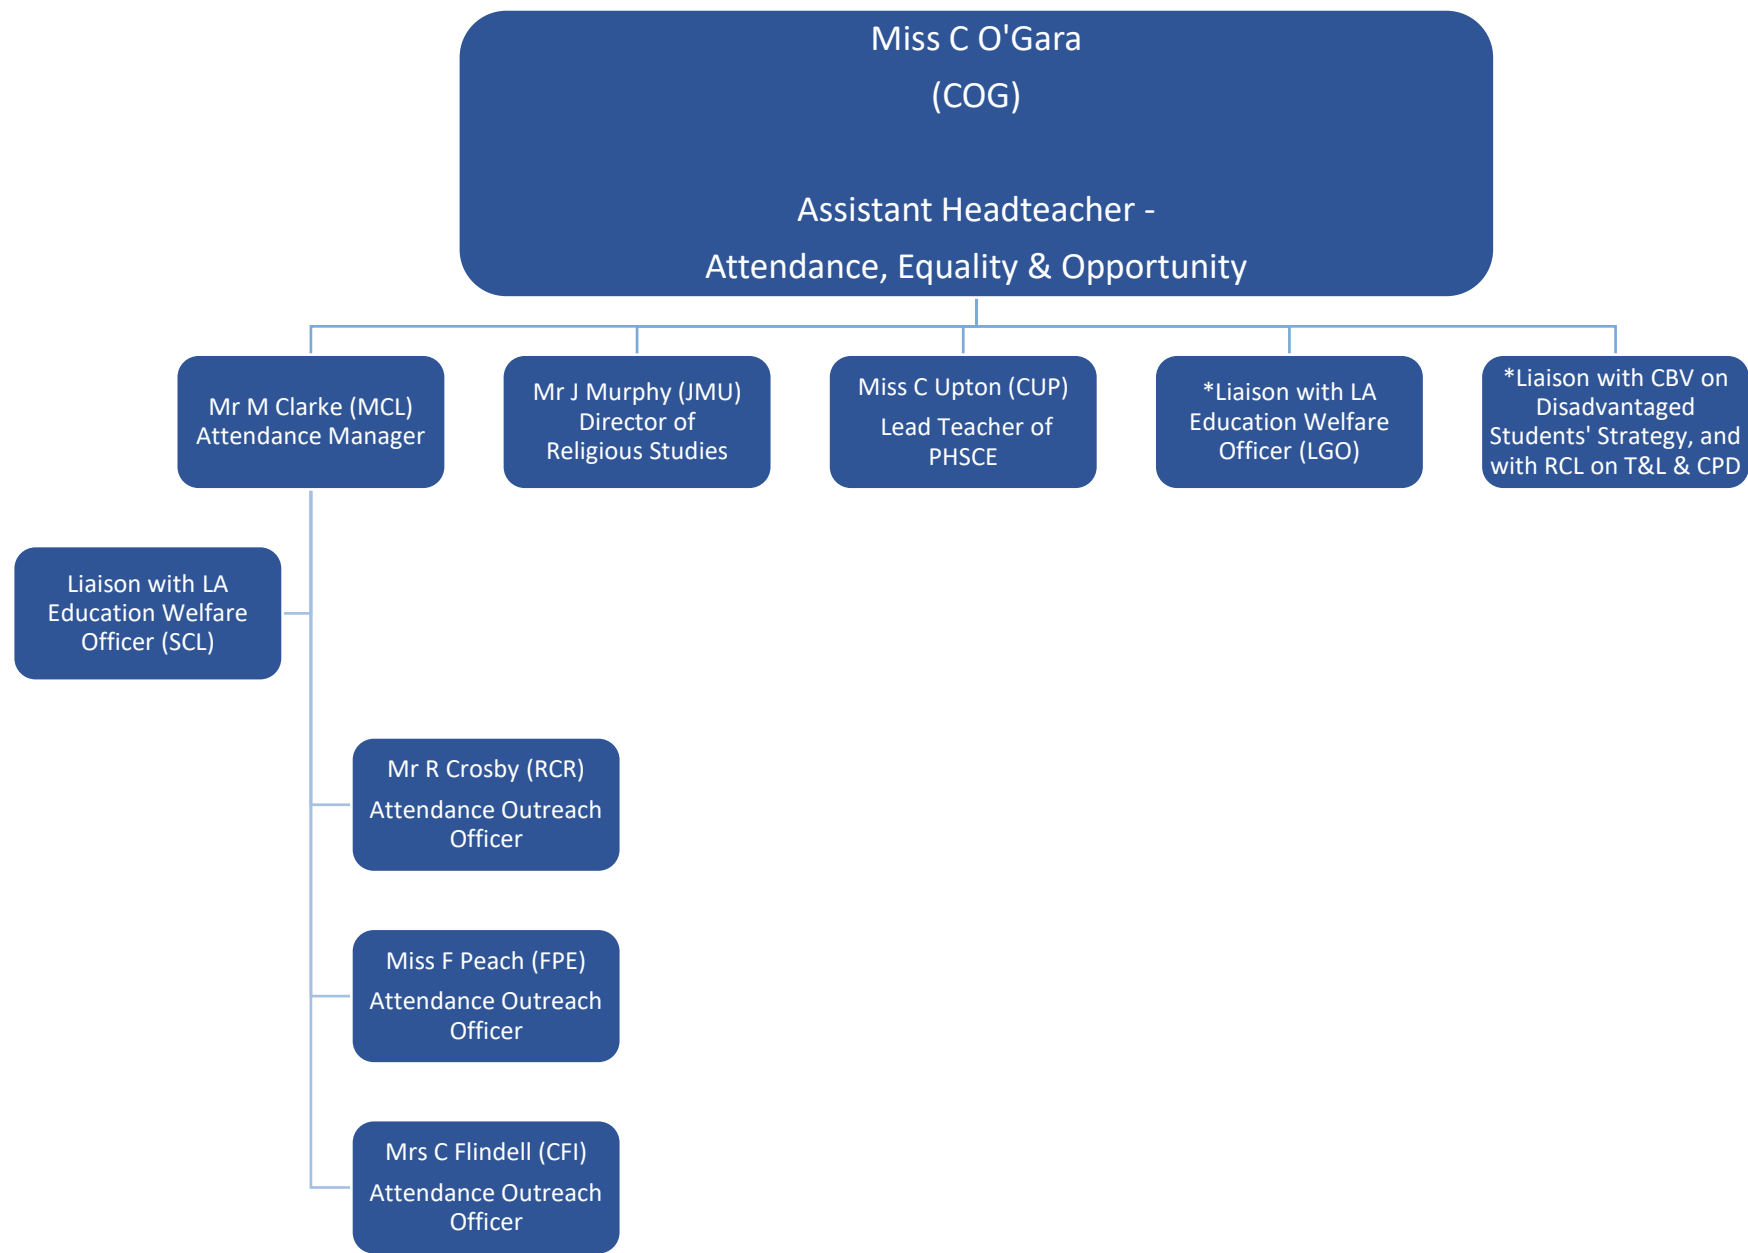 Miss C O'Gara
(COG)
Assistant Headteacher -
Attendance, Equality & Opportunity
Mr M Clarke (MCL)
Attendance Manager
Mr J Murphy (JMU)
Director of
Religious Studies
Miss C Upton (CUP)
Lead Teacher of
PHSCE
*Liaison with LA
Education Welfare
Officer (LGO)
*Liaison with CBV on
Disadvantaged
Students' Strategy, and
with RCL on T&L & CPD
Liaison with LA
Education Welfare
Officer (SCL)
Mr R Crosby (RCR)
Attendance Outreach
Officer
Miss F Peach (FPE)
Attendance Outreach
Officer
Mrs C Flindell (CFI)
Attendance Outreach
Officer